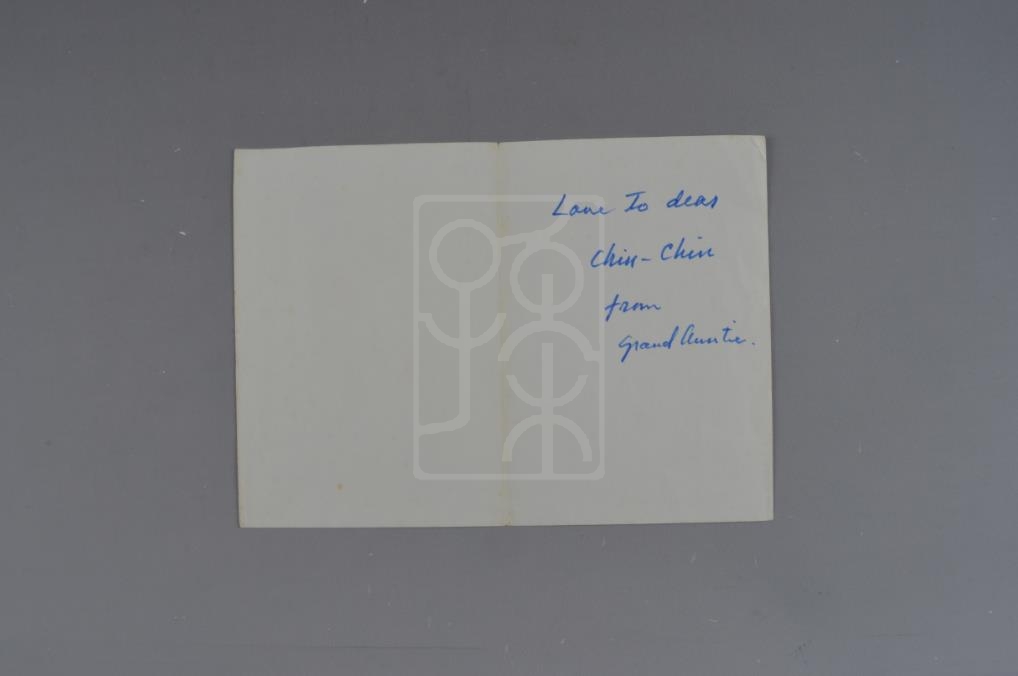 Love To dear
Chin-Chin
from
Grand Auntie.